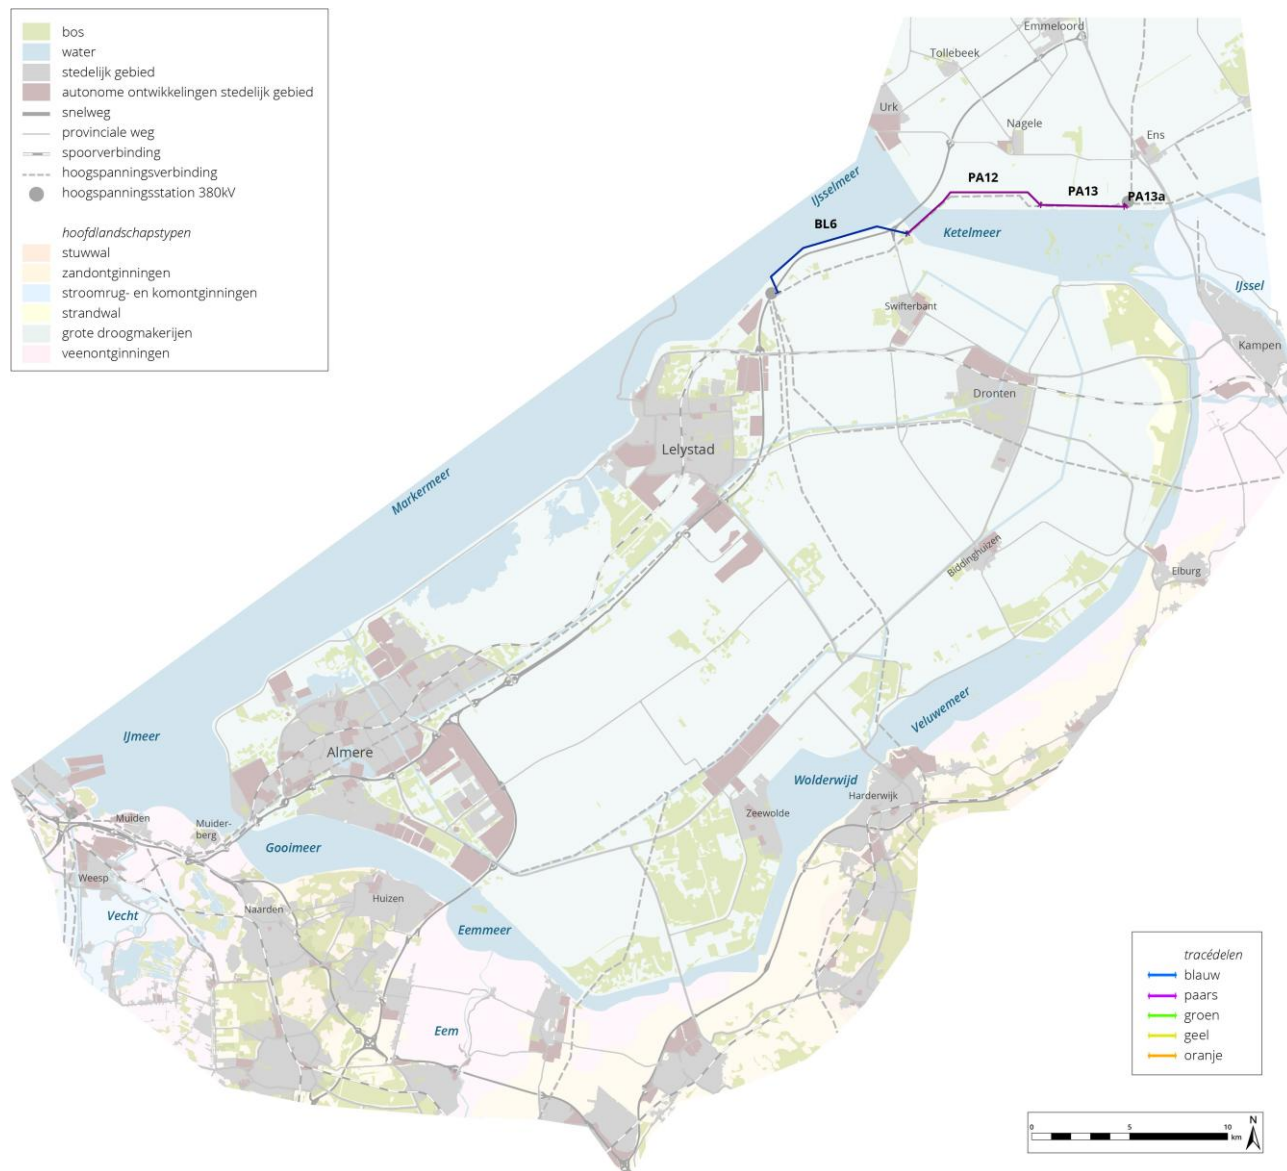 bos
water
stedelijk gebied
autonome ontwikkelingen stedelijk gebied
snelweg
provinciale weg
spoorverbinding
hoogspanningsverbinding
hoogspanningsstation 380kV
hoofdlandschapstypen
stuwwal
zandontginningen
stroomrug- en komontginningen
strandwal
grote droogmakerijen
veenontginningen
Emmeloord
Tollebeek
Urk
Nagele
Ens
IJsselmeer
PA12
PA13
PA13a
BL6
Ketelmeer
IJssel
Swifterbant
Kampen
Dronten
Lelystad
Markermeer
Biddinghuizen
Elburg
Veluwemeer
IJmeer
Almere
Wolderwijd
Harderwijk
Zeewolde
Muiden
Muider-
berg
Gooimeer
Weesp
Huizen
Naarden
Vecht
Eemmeer
Eem
tracédelen
blauw
paars
groen
geel
oranje
0
5
10
km
N